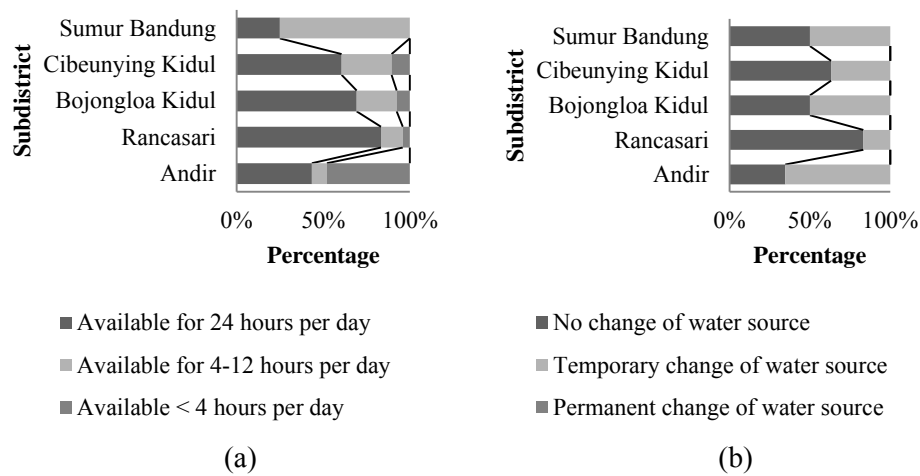 Subdistrict
Sumur Bandung
Cibeunying Kidul
Bojongloa Kidul
Rancasari
Andir
0% 50% 100%
Percentage
Available for 24 hours per day
Available for 4-12 hours per day
Available < 4 hours per day
(a)
Subdistrict
Sumur Bandung
Cibeunying Kidul
Bojongloa Kidul
Rancasari
Andir
0% 50% 100%
Percentage
No change of water source
Temporary change of water source
Permanent change of water source
(b)